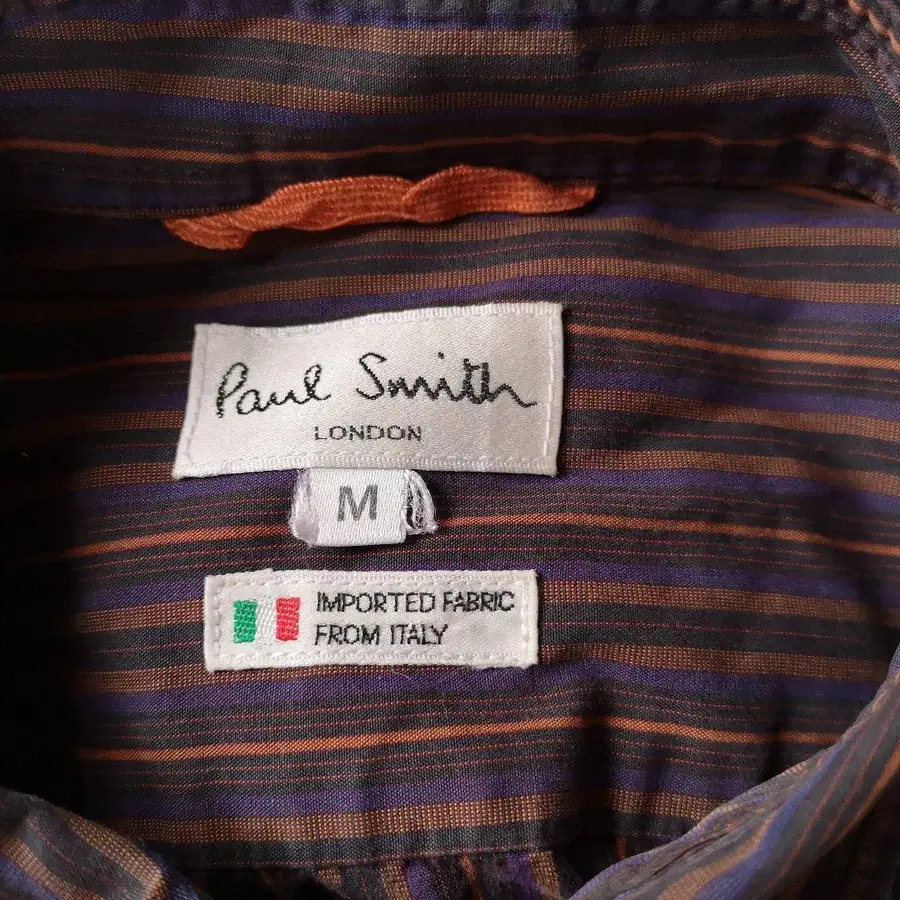 Paul Smith
LONDON
M
IMPORTED FABRIC
FROM ITALY